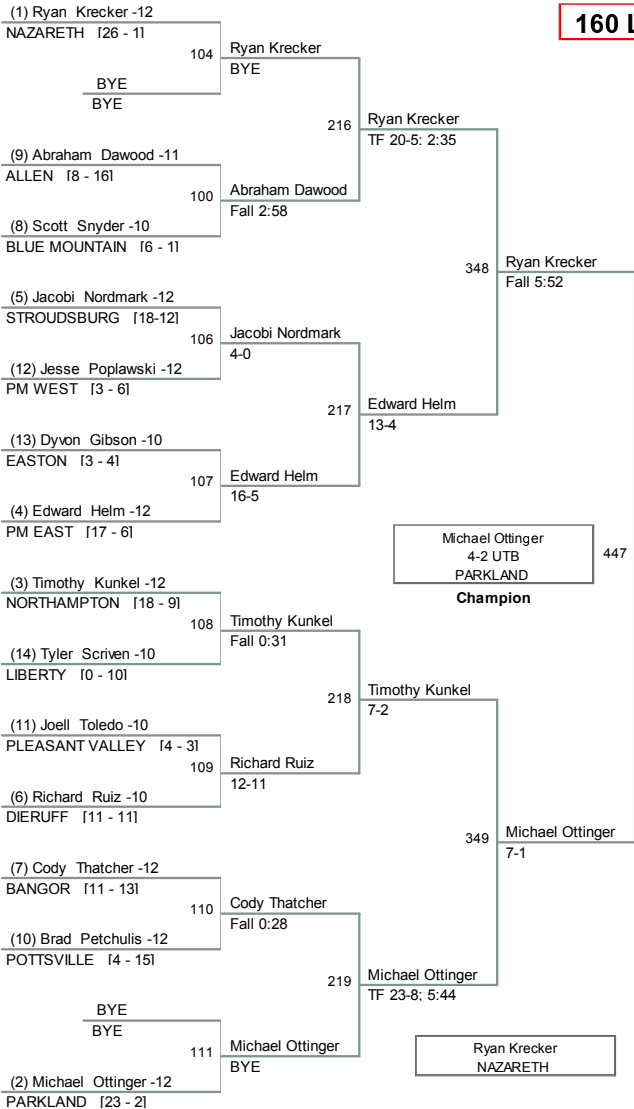 (1) Ryan Krecker -12
160 L
NAZARETH [26 - 1]
104
Ryan Krecker
BYE
BYE
BYE
216
Ryan Krecker
TF 20-5: 2:35
(9) Abraham Dawood -11
ALLEN [8 - 16]
100
Abraham Dawood
Fall 2:58
(8) Scott Snyder -10
BLUE MOUNTAIN [6 - 1]
348
Ryan Krecker
Fall 5:52
(5) Jacobi Nordmark -12
STROUDSBURG [18-12]
106
Jacobi Nordmark
4-0
(12) Jesse Poplawski -12
PM WEST [3 - 6]
217
Edward Helm
13-4
(13) Dyvon Gibson -10
EASTON [3 - 4]
107
Edward Helm
16-5
(4) Edward Helm -12
PM EAST [17 - 6]
Michael Ottinger
4-2 UTB
PARKLAND
447
Champion
(3) Timothy Kunkel -12
NORTHAMPTON [18 - 9]
108
Timothy Kunkel
Fall 0:31
(14) Tyler Scriven -10
LIBERTY [0 - 10]
218
Timothy Kunkel
7-2
(11) Joell Toledo -10
PLEASANT VALLEY [4 - 3]
109
Richard Ruiz
12-11
(6) Richard Ruiz -10
DIERUFF [11 - 11]
349
Michael Ottinger
7-1
(7) Cody Thatcher -12
BANGOR [11 - 13]
110
Cody Thatcher
Fall 0:28
(10) Brad Petchulis -12
POTTSVILLE [4 - 15]
219
Michael Ottinger
TF 23-8; 5:44
BYE
BYE
111
Michael Ottinger
BYE
(2) Michael Ottinger -12
PARKLAND [23 - 2]
Ryan Krecker
NAZARETH